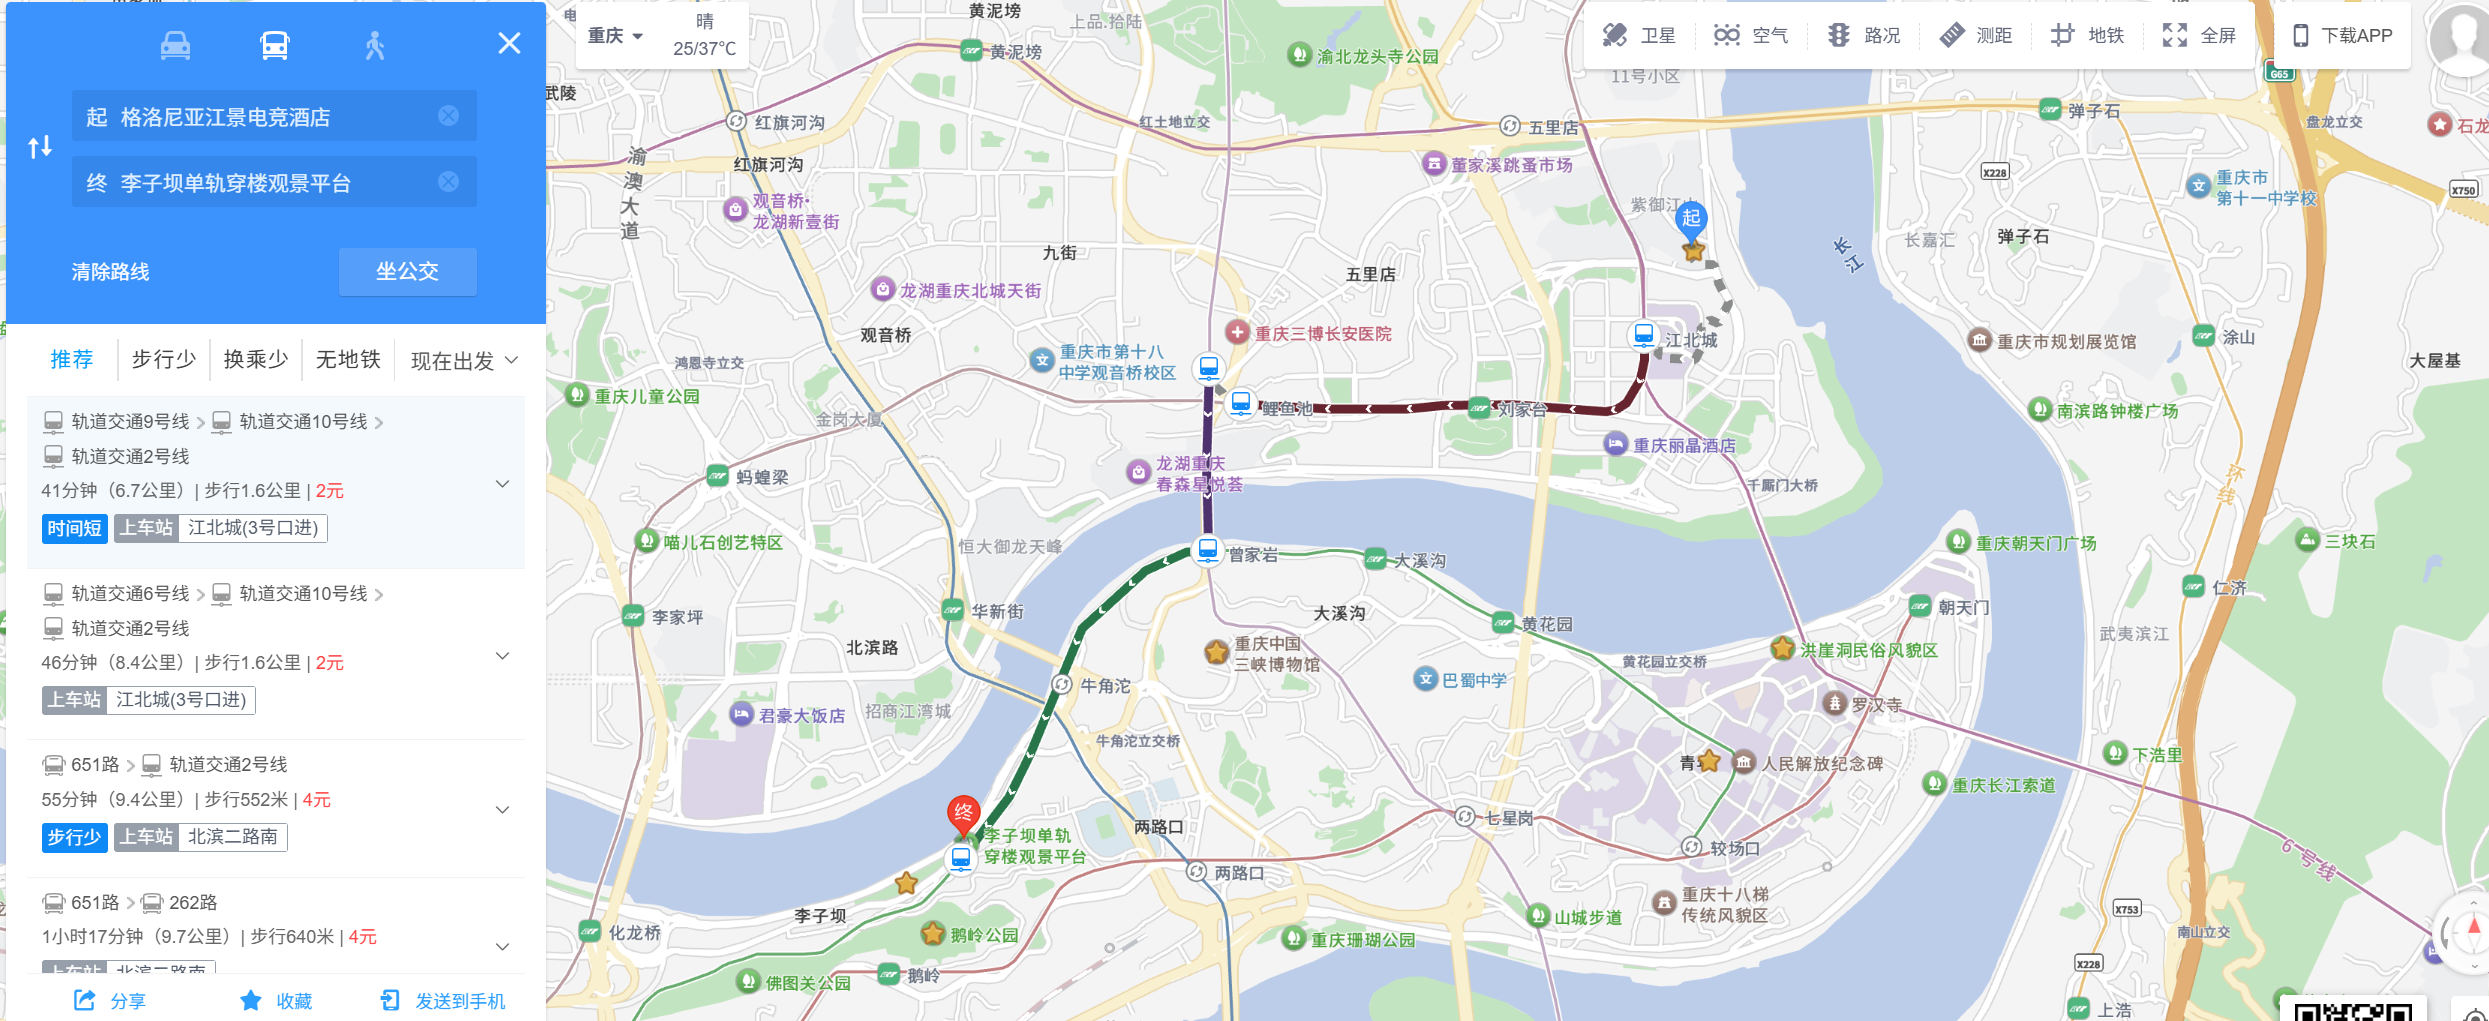 起 格洛尼亚江景电竞酒店
终 李子坝单轨穿楼观景平台
清除路线
坐公交
推荐
步行少
换乘少
无地铁
现在出发
轨道交通9号线
轨道交通10号线
轨道交通2号线
41分钟（6.7公里）| 步行1.6公里 | 2元
时间短
上车站 江北城(3号口进)
轨道交通6号线
轨道交通10号线
轨道交通2号线
46分钟（8.4公里）| 步行1.6公里 | 2元
上车站 江北城(3号口进)
651路
轨道交通2号线
55分钟（9.4公里）| 步行552米 | 4元
步行少
上车站 北滨二路南
651路
262路
1小时17分钟（9.7公里）| 步行640米 | 4元
上车站 北滨二路南
分享
收藏
发送到手机
重庆
晴
25/37℃
卫星
空气
路况
测距
地铁
全屏
下载APP
黄泥塝
上品.拾陆
黄泥塝
渝北龙头寺公园
11号小区
G65
武陵
红旗河沟
红土地立交
五里店
弹子石
盘龙立交
石龙
渝澳大道
红旗河沟
董家溪跳蚤市场
X228
X750
重庆市
第十一中学校
观音桥·
龙湖新壹街
起
长江
长嘉汇
弹子石
九街
五里店
龙湖重庆北城天街
观音桥
重庆三博长安医院
江北城
重庆市规划展览馆
涂山
大屋基
鸿恩寺立交
重庆市第十八
中学观音桥校区
重庆儿童公园
金岗大厦
鲤鱼池
刘家台
南滨路钟楼广场
重庆丽晶酒店
蚂蝗梁
龙湖重庆
春森星悦荟
千厮门大桥
环线
喵儿石创艺特区
恒大御龙天峰
曾家岩
大溪沟
重庆朝天门广场
三块石
仁济
李家坪
华新街
大溪沟
黄花园
朝天门
武夷滨江
北滨路
重庆中国
三峡博物馆
黄花园立交桥
洪崖洞民俗风貌区
牛角沱
巴蜀中学
君豪大饭店
招商江湾城
罗汉寺
牛角沱立交桥
下浩里
人民解放纪念碑
重庆长江索道
终
李子坝单轨
穿楼观景平台
两路口
七星岗
较场口
6号线
两路口
李子坝
重庆十八梯
传统风貌区
X753
化龙桥
鹅岭公园
重庆珊瑚公园
山城步道
南山立交
X228
佛图关公园
鹅岭
上浩